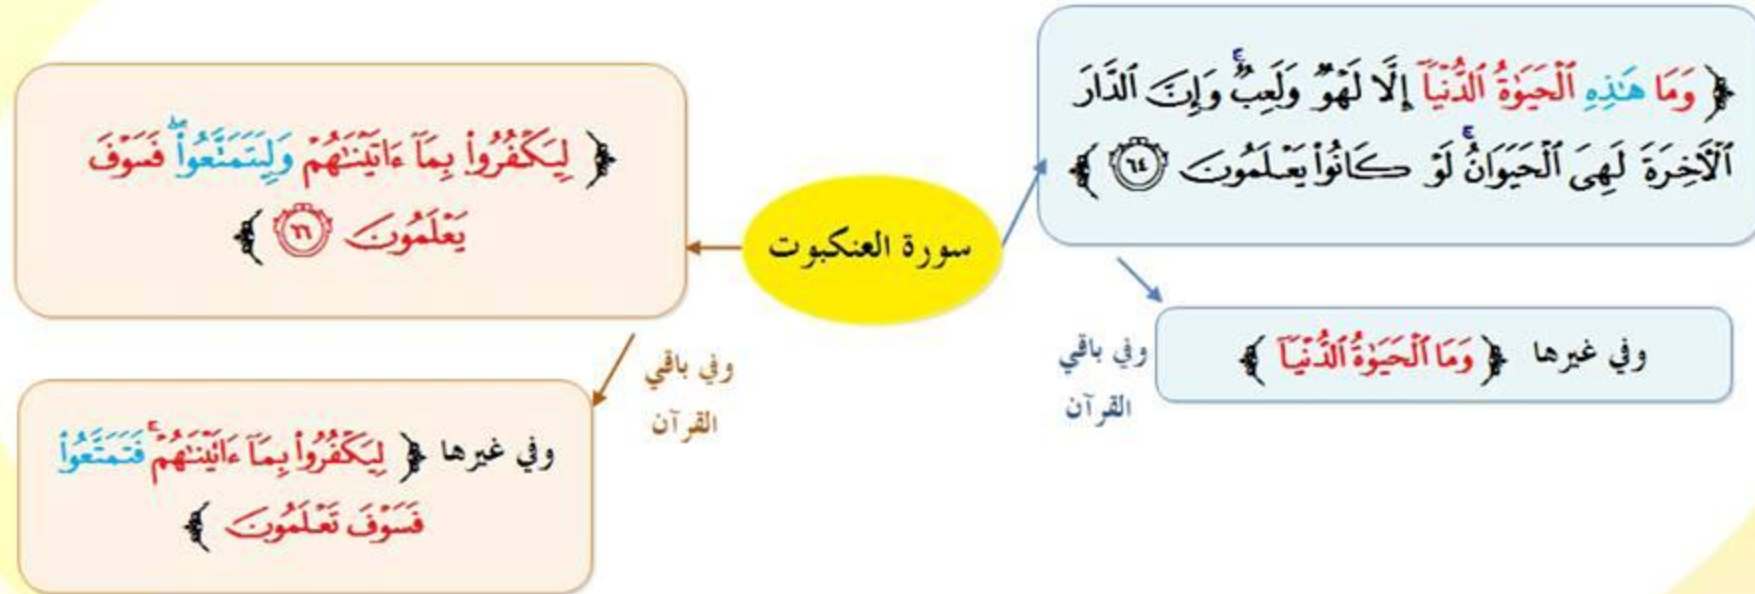 ﴿ وَمَا هَٰذِهِ ٱلْحَيَوٰةُ ٱلدُّنْيَآ إِلَّا لَهْوٌ وَلَعِبٌ ۚ وَإِنَّ ٱلدَّارَ
ٱلْءَاخِرَةَ لَهِىَ ٱلْحَيَوَانُ ۚ لَوْ كَانُوا۟ يَعْلَمُونَ ٦٤ ﴾
وفي غيرها ﴿ وَمَا ٱلْحَيَوٰةُ ٱلدُّنْيَآ ﴾
وفي باقي
القرآن
سورة العنكبوت
﴿ لِيَكْفُرُوا۟ بِمَآ ءَاتَيْنَٰهُمْ وَلِيَتَمَتَّعُوا۟ ۖ فَسَوْفَ
يَعْلَمُونَ ٦٦ ﴾
وفي باقي
القرآن
وفي غيرها ﴿ لِيَكْفُرُوا۟ بِمَآ ءَاتَيْنَٰهُمْ ۚ فَتَمَتَّعُوا۟
فَسَوْفَ تَعْلَمُونَ ﴾